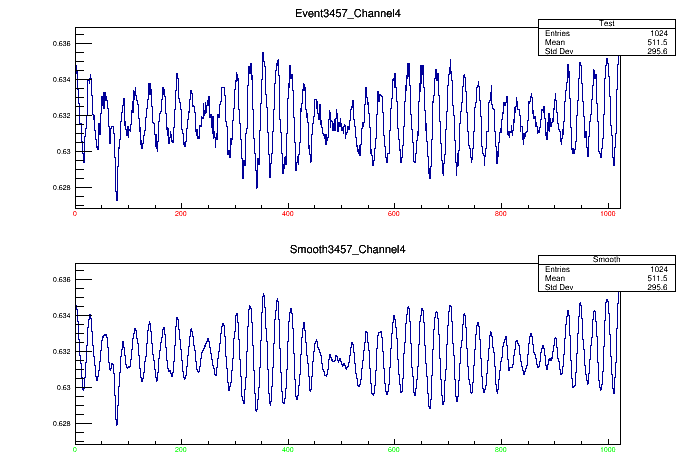 Event3457_Channel4
Test
Entries 1024
Mean 511.5
Std Dev 295.6
0.636
0.634
0.632
0.63
0.628
0 200 400 600 800 1000
Smooth3457_Channel4
Smooth
Entries 1024
Mean 511.5
Std Dev 295.6
0.636
0.634
0.632
0.63
0.628
0 200 400 600 800 1000